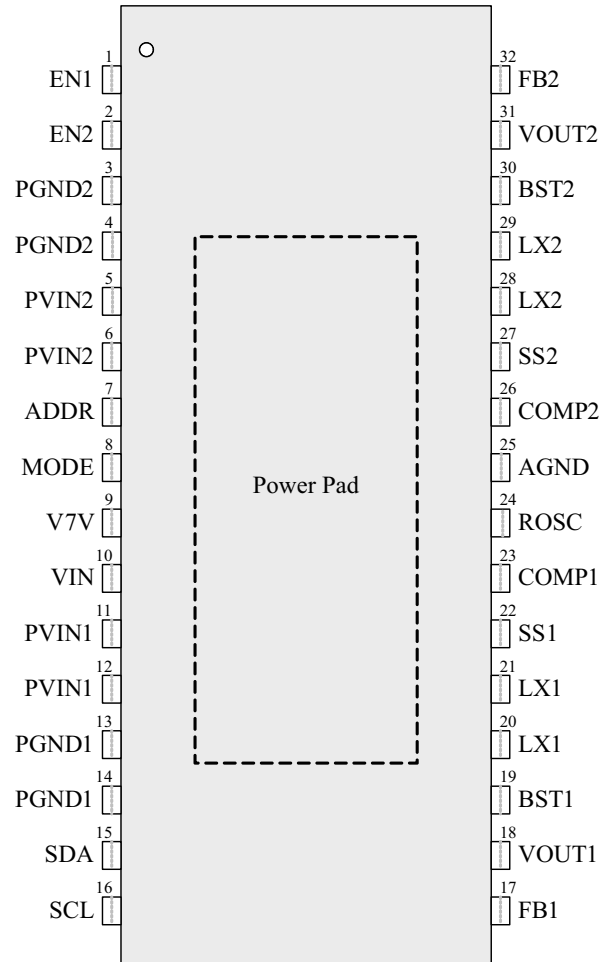 1
EN1
2
EN2
3
PGND2
4
PGND2
5
PVIN2
6
PVIN2
7
ADDR
8
MODE
9
V7V
10
VIN
11
PVIN1
12
PVIN1
13
PGND1
14
PGND1
15
SDA
16
SCL
Power Pad
32
FB2
31
VOUT2
30
BST2
29
LX2
28
LX2
27
SS2
26
COMP2
25
AGND
24
ROSC
23
COMP1
22
SS1
21
LX1
20
LX1
19
BST1
18
VOUT1
17
FB1